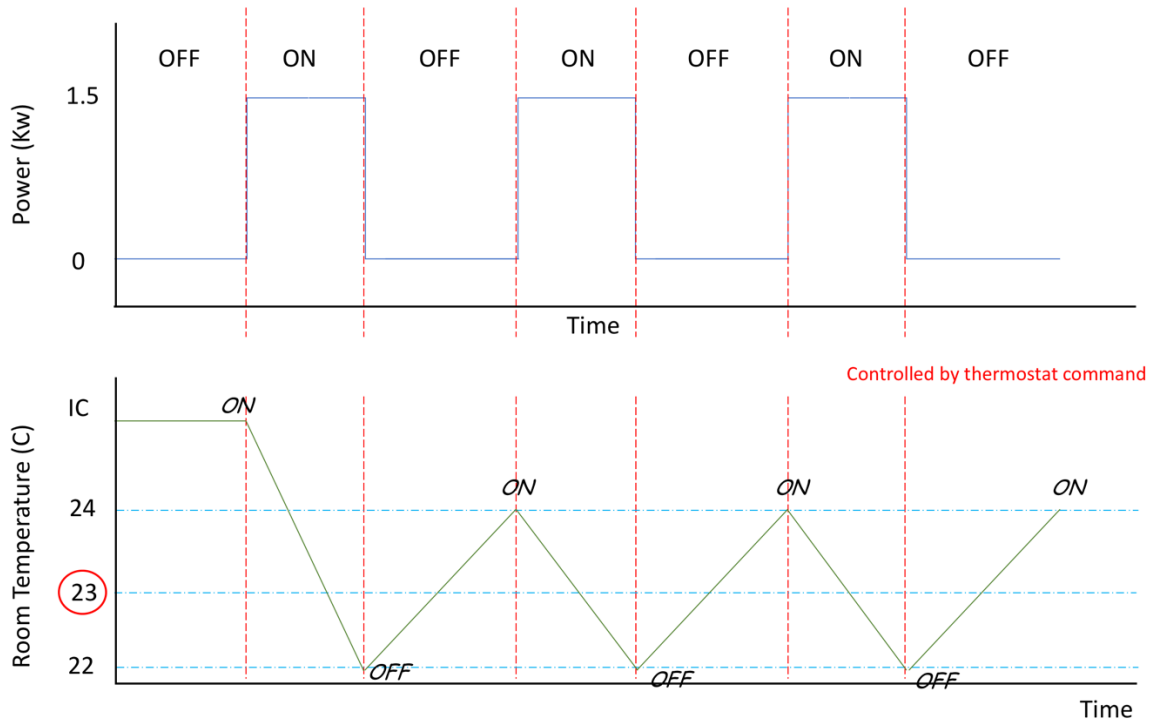 OFF ON OFF ON OFF ON OFF
1.5
Power (Kw)
0
Time
Controlled by thermostat command
IC
ON
Room Temperature (C)
ON ON ON
24
23
22
OFF
OFF
OFF
Time